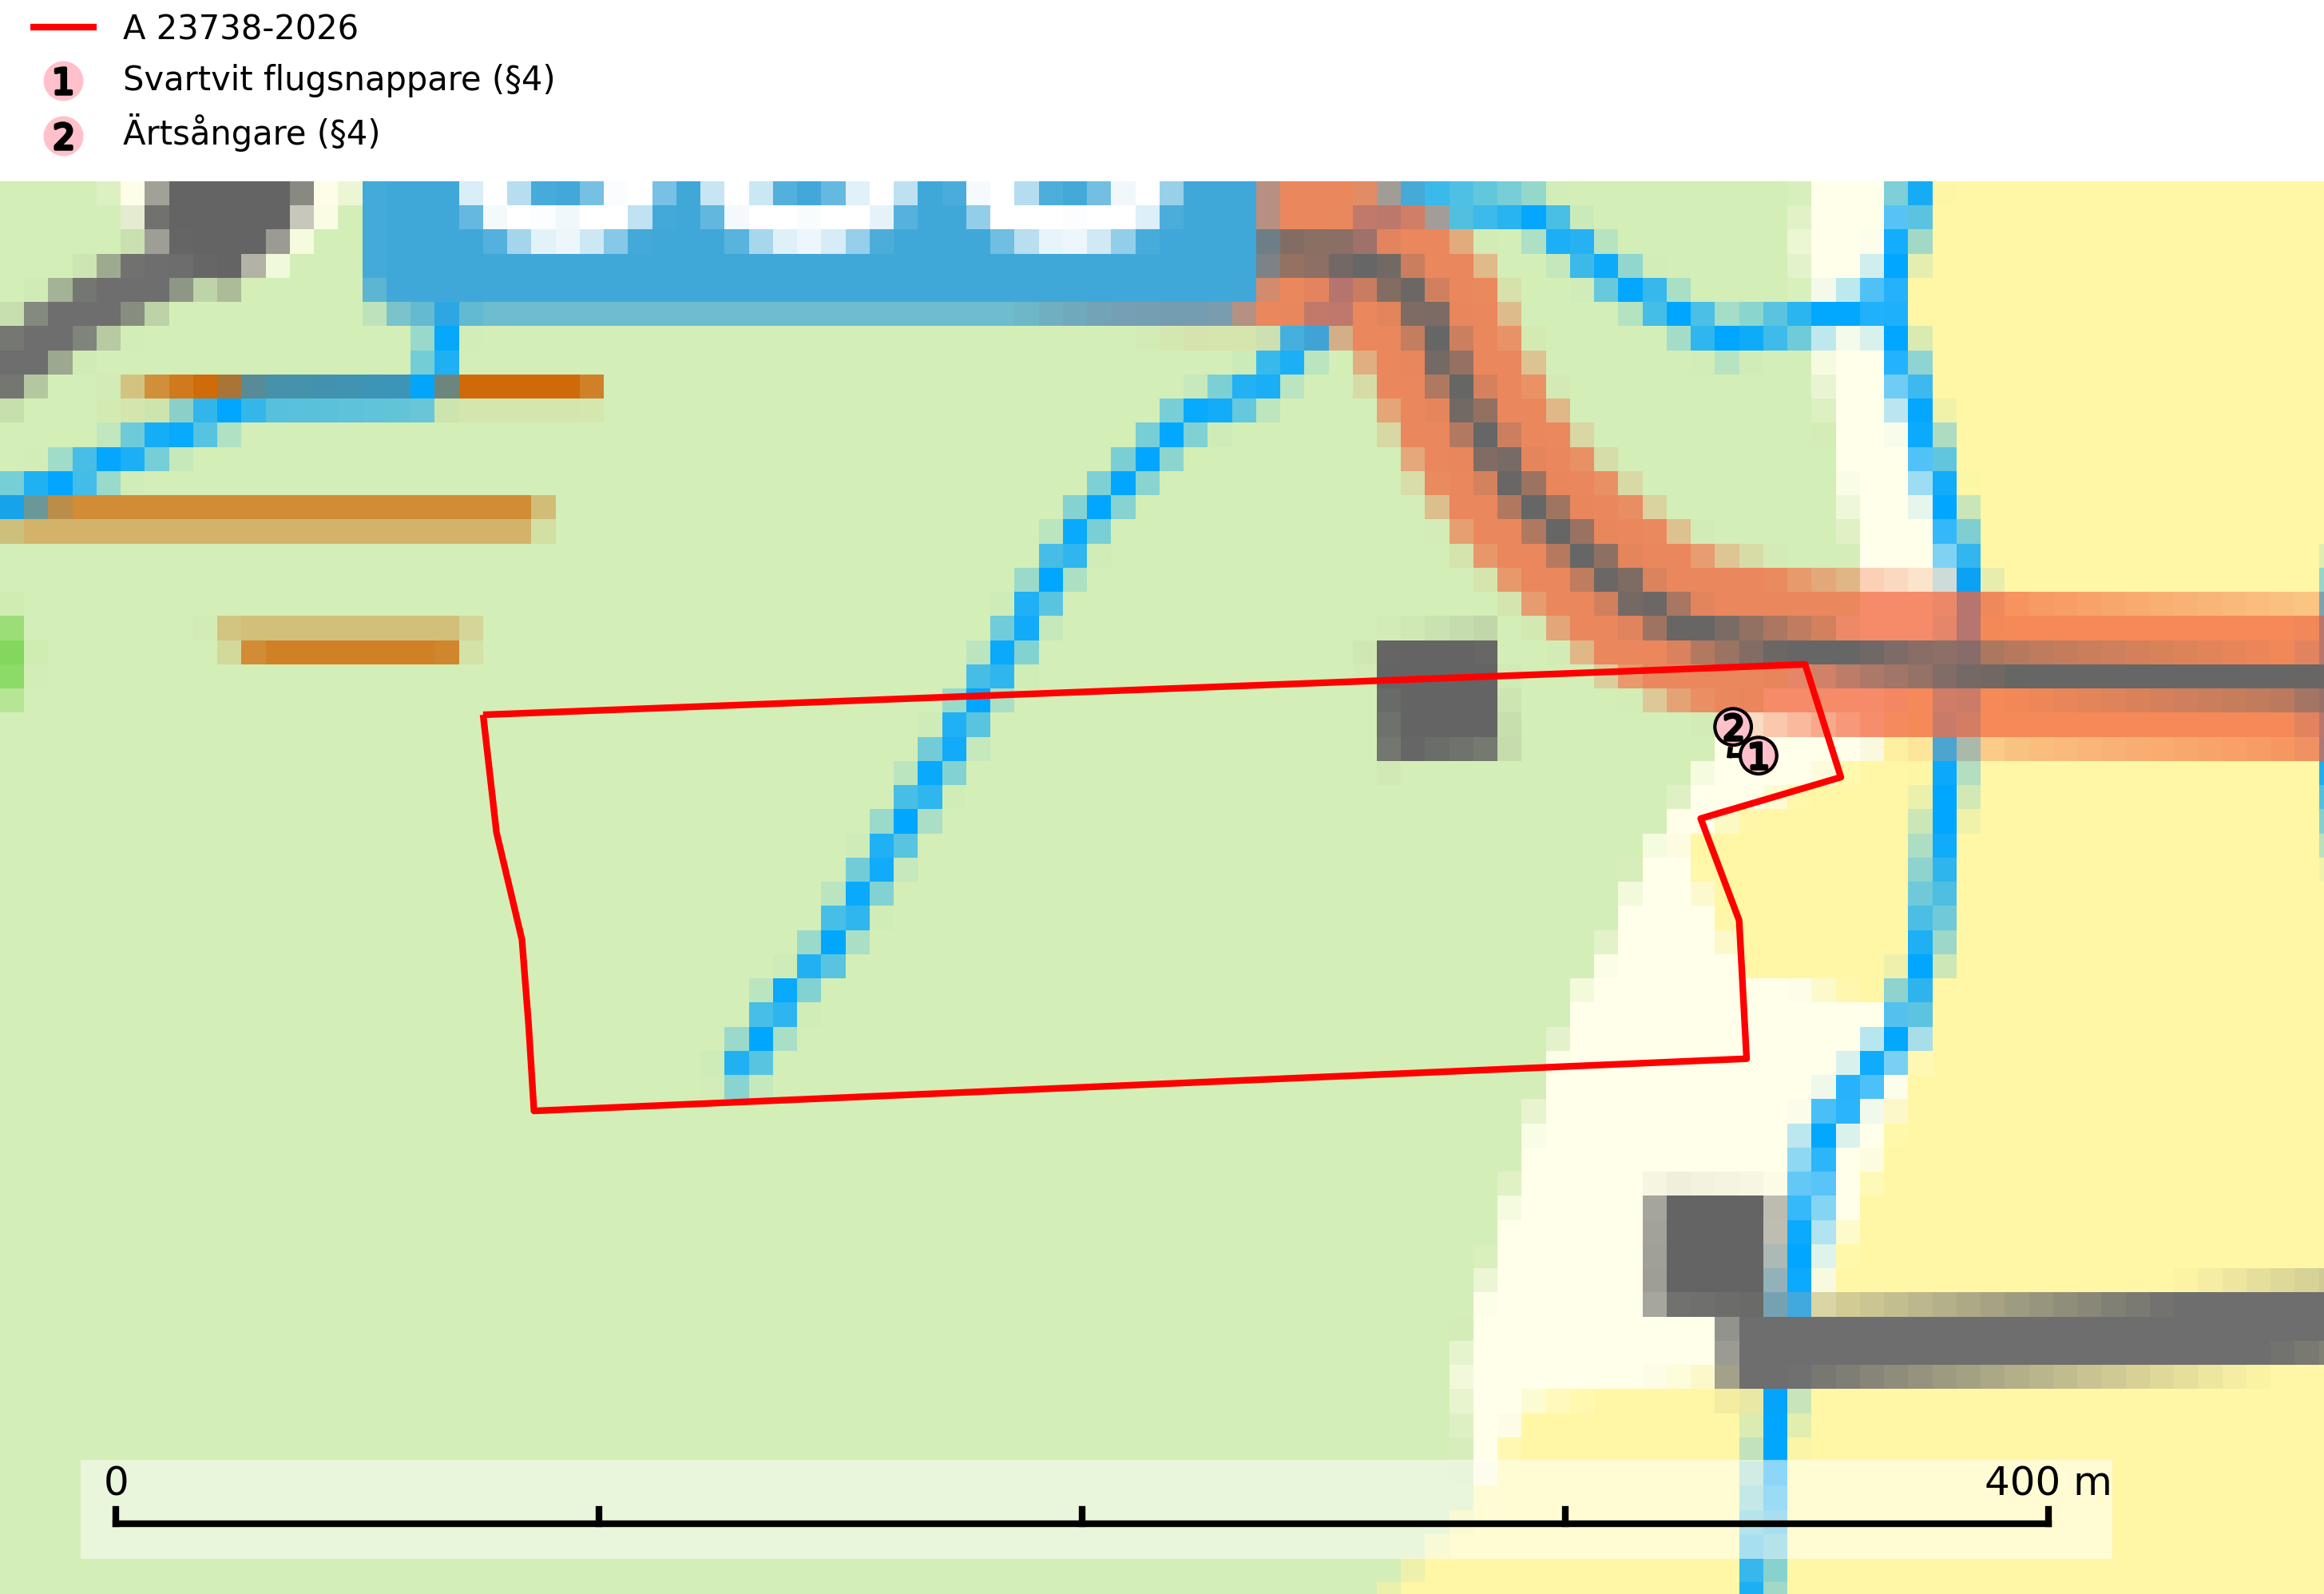 A 23738-2026
1 Svartvit flugsnappare (§4)
2 Ärtsångare (§4)
2
1
0 400 m